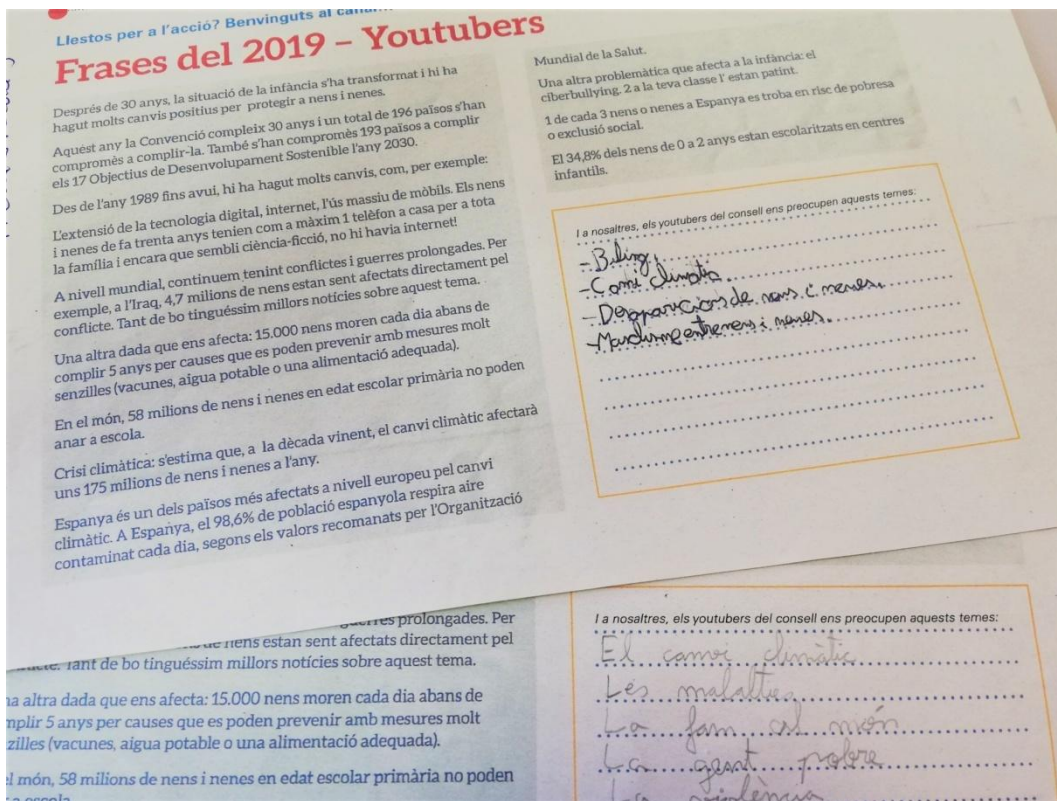 Llestos per a l'acció? Benvinguts al
Frases del 2019 – Youtubers
Després de 30 anys, la situació de la infància s'ha transformat i hi ha
hagut molts canvis positius per protegir a nens i nenes.
Aquést any la Convenció compleix 30 anys i un total de 196 països s'han
compromès a complir-la. També s'han compromès 193 països a complir
els 17 Objectius de Desenvolupament Sostenible l'any 2030.
Des de l'any 1989 fins avui, hi ha hagut molts canvis, com, per exemple:
L'extensió de la tecnologia digital, internet, l'ús massiu de mòbils. Els nens
i nenes de fa trenta anys tenien com a màxim 1 telèfon a casa per a tota
la família i encara que sembli ciència-ficció, no hi havia internet!
A nivell mundial, continuem tenint conflictes i guerres prolongades. Per
exemple, a l'Iraq, 4,7 milions de nens estan sent afectats directament pel
conflicte. Tant de bo tinguéssim millors notícies sobre aquest tema.
Una altra dada que ens afecta: 15.000 nens moren cada dia abans de
complir 5 anys per causes que es poden prevenir amb mesures molt
senzilles (vacunes, aigua potable o una alimentació adequada).
En el món, 58 milions de nens i nenes en edat escolar primària no poden
anar a escola.
Crisi climàtica: s'estima que, a la dècada vinent, el canvi climàtic afectarà
uns 175 milions de nens i nenes a l'any.
Espanya és un dels països més afectats a nivell europeu pel canvi
climàtic. A Espanya, el 98,6% de població espanyola respira aire
contaminat cada dia, segons els valors recomanats per l'Organització
Mundial de la Salut.
Una altra problemàtica que afecta a la infància: el
ciberbullying. 2 a la teva classe l' estan patint.
1 de cada 3 nens o nenes a Espanya es troba en risc de pobresa
o exclusió social.
El 34,8% dels nens de 0 a 2 anys estan escolaritzats en centres
infantils.
I a nosaltres, els youtubers del consell ens preocupen aquests temes:
- Buling.
- Cami climatic.
- Desaparicions de nens i nenes.
- Masclisme entre nens i nenes.
guerres prolongades. Per
de nens estan sent afectats directament pel
Tant de bo tinguéssim millors notícies sobre aquest tema.
na altra dada que ens afecta: 15.000 nens moren cada dia abans de
mplir 5 anys per causes que es poden prevenir amb mesures molt
zilles (vacunes, aigua potable o una alimentació adequada).
el món, 58 milions de nens i nenes en edat escolar primària no poden
a escola
I a nosaltres, els youtubers del consell ens preocupen aquests temes:
El canvi climàtic
Les malalties
La fam al món
La gent pobre
La violència